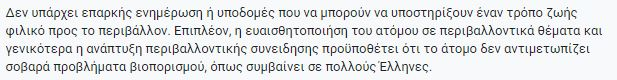 Δεν υπάρχει επαρκής ενημέρωση ή υποδομές που να μπορούν να υποστηρίξουν έναν τρόπο ζωής
φιλικό προς το περιβάλλον. Επιπλέον, η ευαισθητοποίηση του ατόμου σε περιβαλλοντικά θέματα και
γενικότερα η ανάπτυξη περιβαλλοντικής συνειδησης προϋποθέτει ότι το άτομο δεν αντιμετωπίζει
σοβαρά προβλήματα βιοπορισμού, όπως συμβαίνει σε πολλούς Έλληνες.